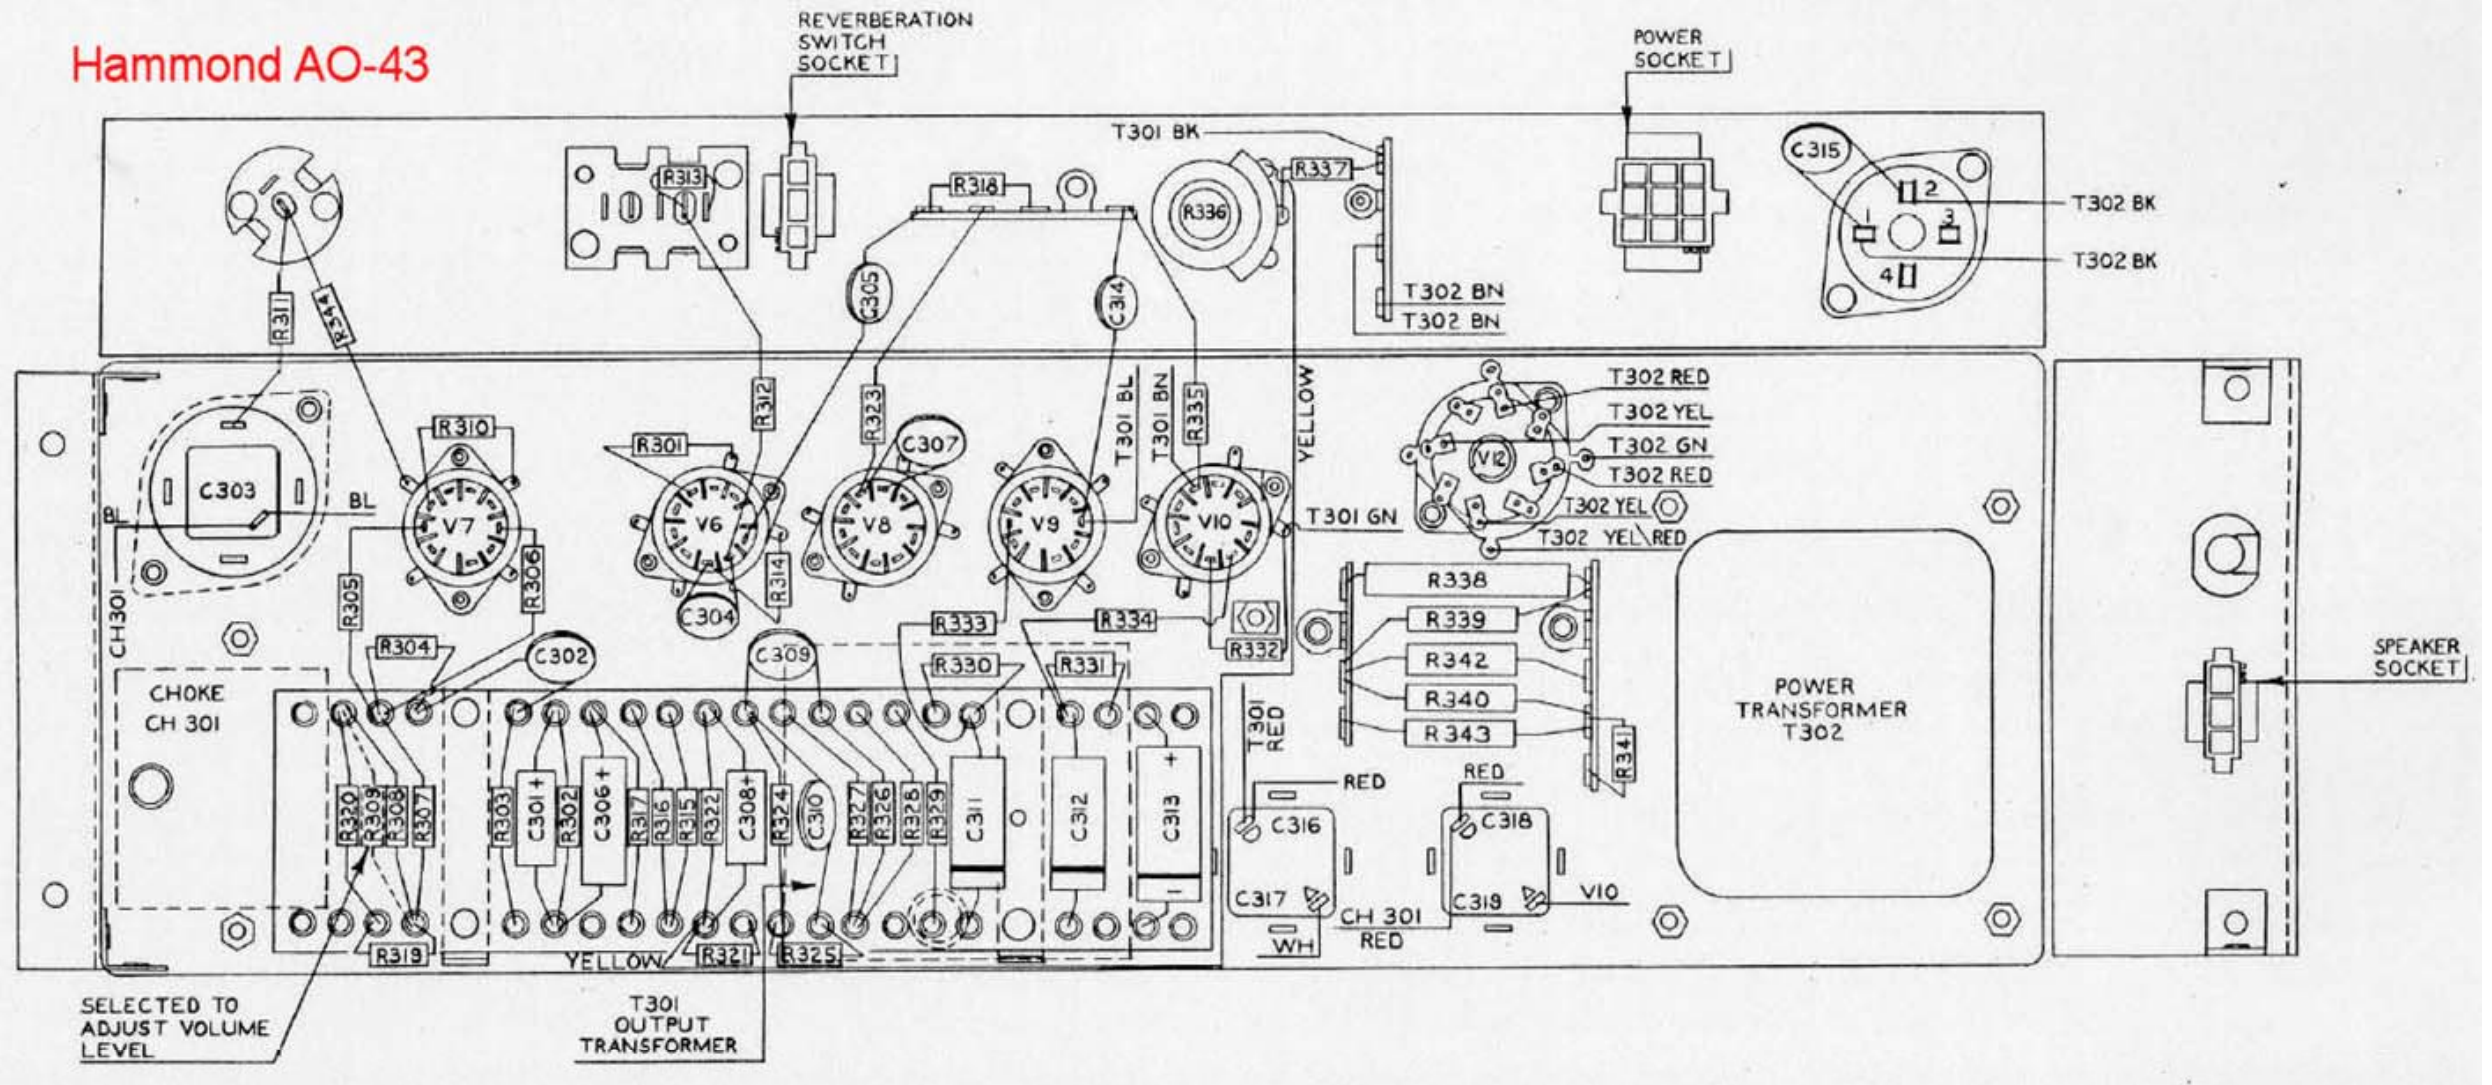 Hammond AO-43
REVERBERATION
SWITCH
SOCKET
POWER
SOCKET
T301 BK
C315
R313
R318
R337
R336
1
2
3
4
T302 BK
T302 BK
R311
R344
C305
C314
T302 BN
T302 BN
R312
R323
T301 BL
T301 BN
R335
YELLOW
T302 RED
T302 YEL
T302 GN
T302 RED
T302 YEL
T302 YEL\RED
V12
R310
R301
C307
C303
BL
BL
V7
V6
V8
V9
V10
T301 GN
CH301
R305
R306
R314
C304
R338
R333
R334
R339
R304
C302
C309
R330
R331
R332
R342
SPEAKER
SOCKET
CHOKE
CH 301
T301
RED
R340
R343
R341
POWER
TRANSFORMER
T302
RED
RED
R320
R309
R308
R307
R303
C301+
R302
C306+
R317
R316
R315
R322
C308+
R324
C310
R327
R326
R328
R329
C311
C312
+
C313
−
C316
C317
C318
C319
V10
CH 301
RED
WH
R319
YELLOW
R321
R325
SELECTED TO
ADJUST VOLUME
LEVEL
T301
OUTPUT
TRANSFORMER